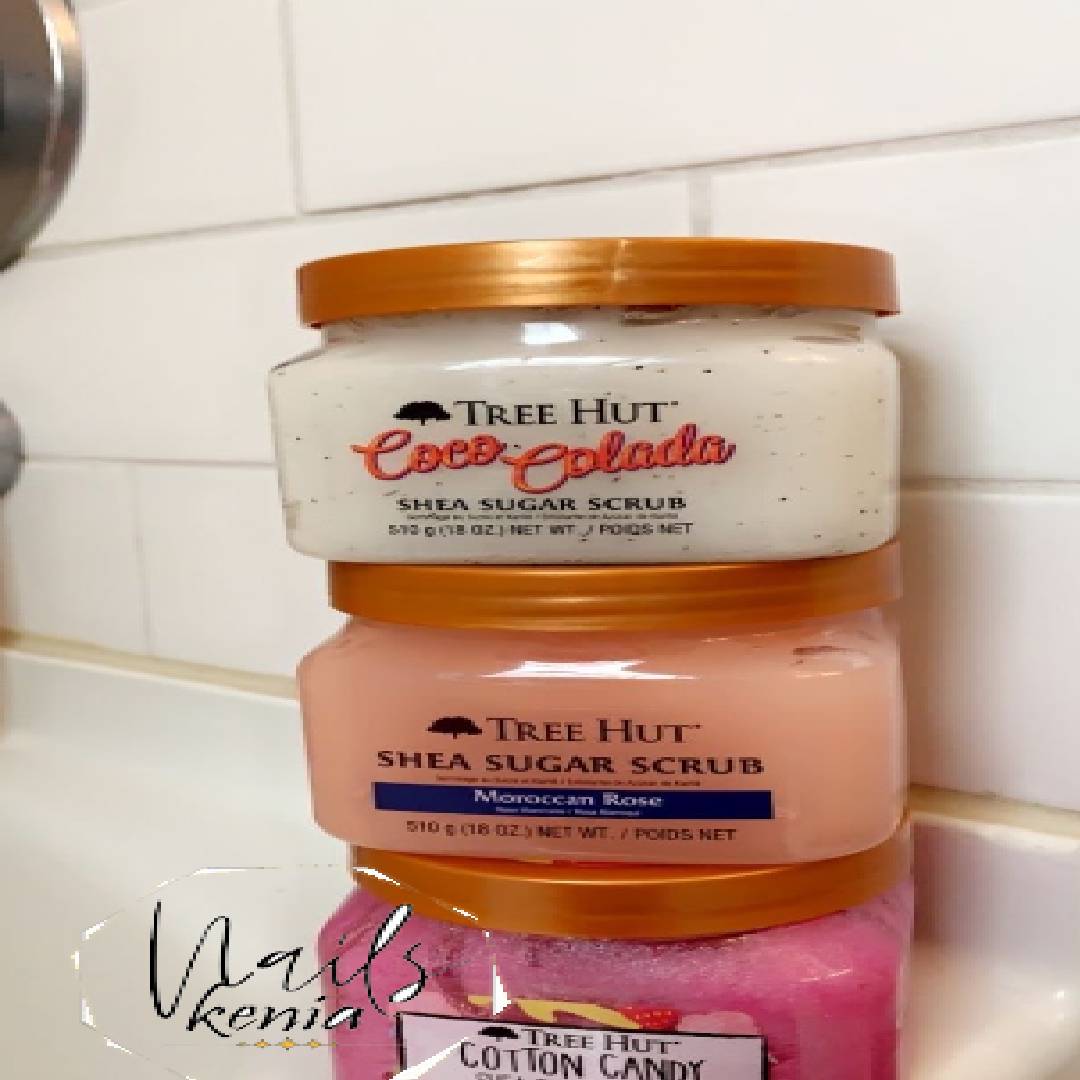 TREE HUT
Coco Colada
SHEA SUGAR SCRUB
510 g (18 OZ.) NET WT. / POIDS NET
TREE HUT
SHEA SUGAR SCRUB
Moroccan Rose
510 g (18 OZ.) NET WT. / POIDS NET
TREE HUT
COTTON CANDY
Nails
kenia